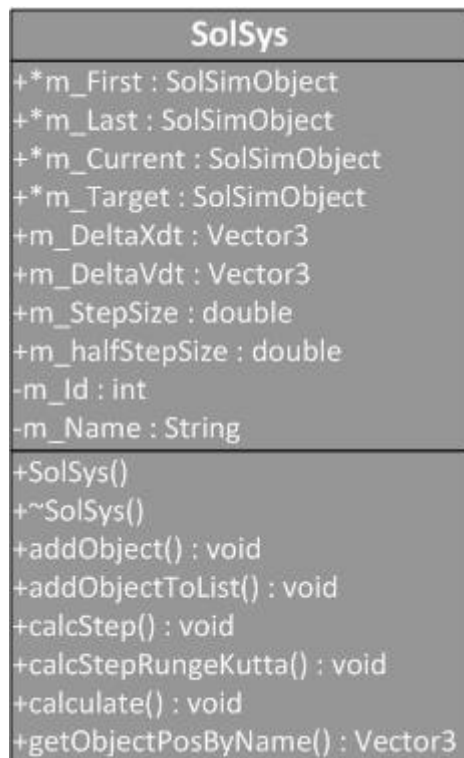 SolSys
+*m_First : SolSimObject
+*m_Last : SolSimObject
+*m_Current : SolSimObject
+*m_Target : SolSimObject
+m_DeltaXdt : Vector3
+m_DeltaVdt : Vector3
+m_StepSize : double
+m_halfStepSize : double
-m_Id : int
-m_Name : String
+SolSys()
+~SolSys()
+addObject() : void
+addObjectToList() : void
+calcStep() : void
+calcStepRungeKutta() : void
+calculate() : void
+getObjectPosByName() : Vector3